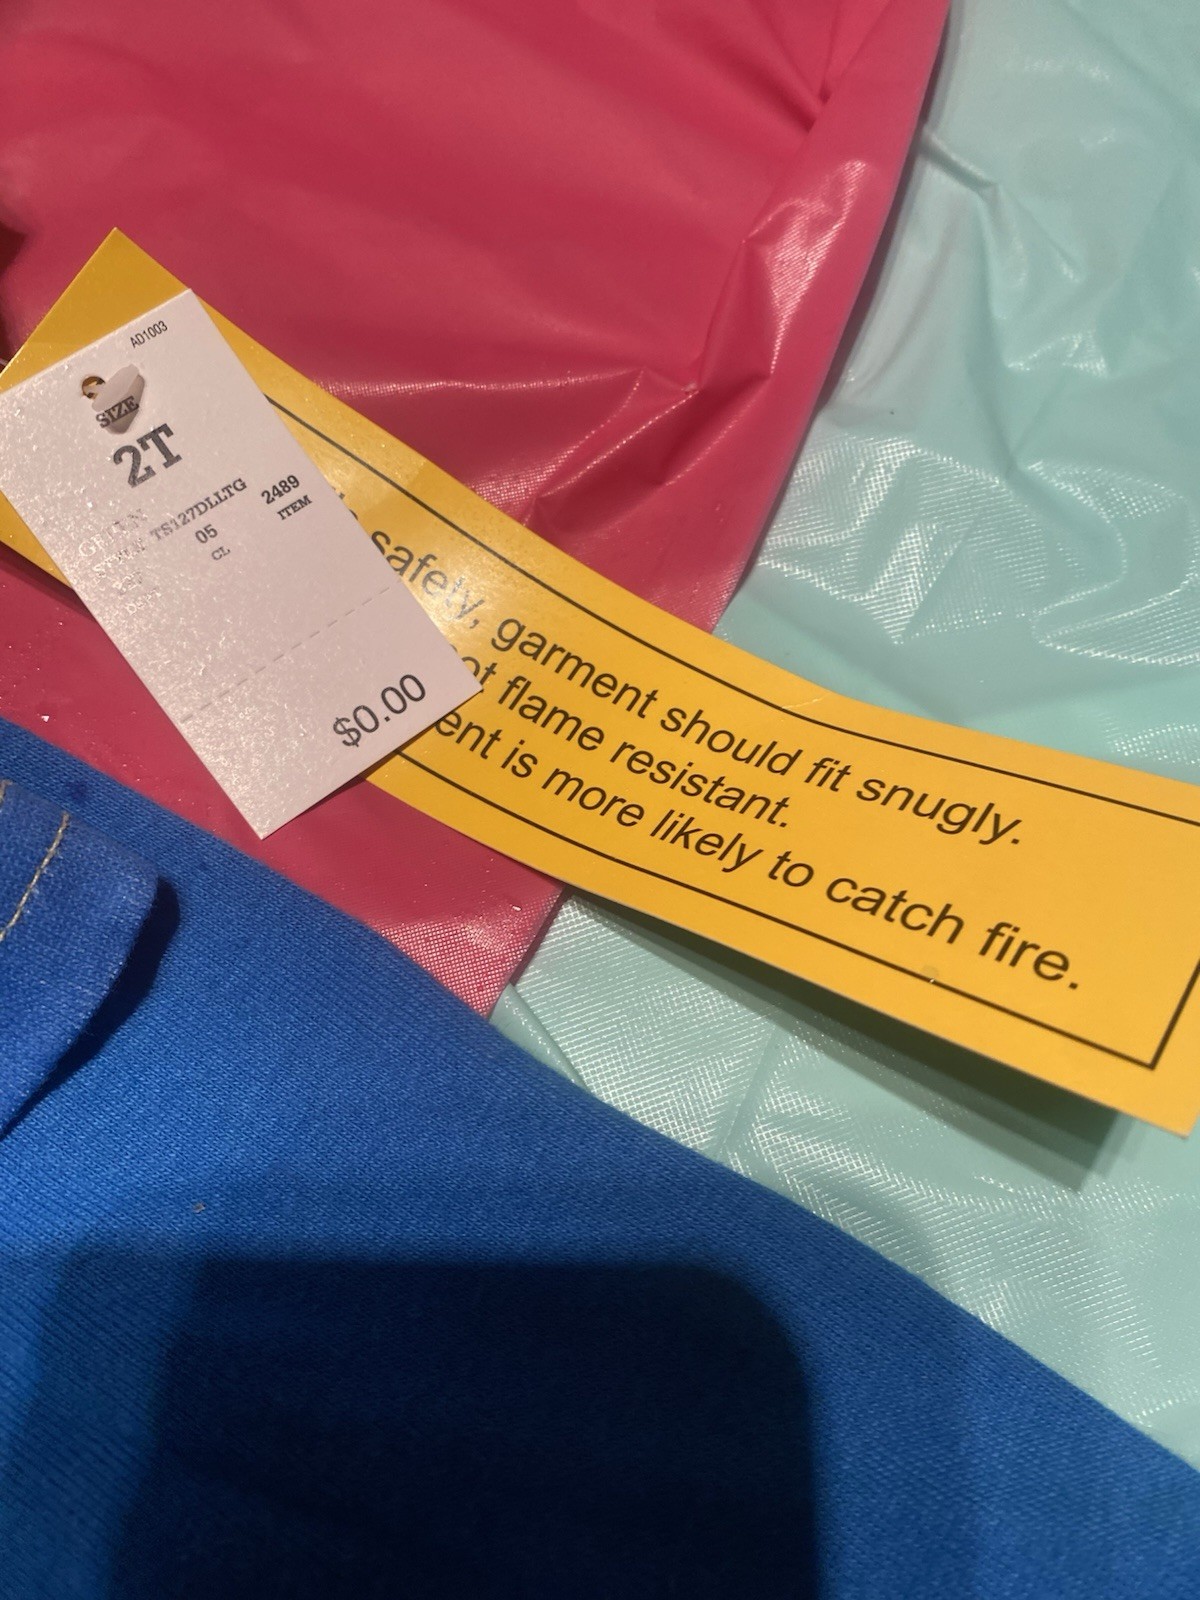 AD1003
SIZE
2T
TS127DLLTG
05
CL
2489
ITEM
$0.00
safety, garment should fit snugly.
flame resistant.
is more likely to catch fire.